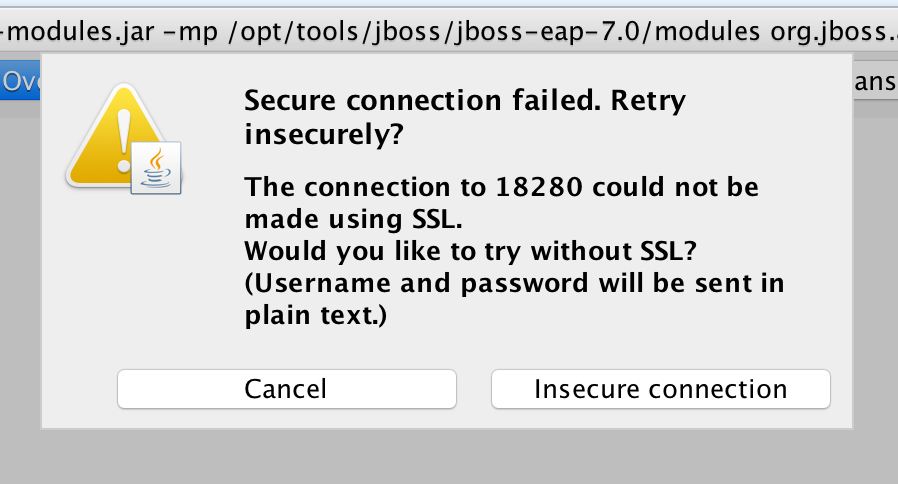 -modules.jar -mp /opt/tools/jboss/jboss-eap-7.0/modules org.jboss.
Secure connection failed. Retry
insecurely?
The connection to 18280 could not be
made using SSL.
Would you like to try without SSL?
(Username and password will be sent in
plain text.)
Cancel
Insecure connection